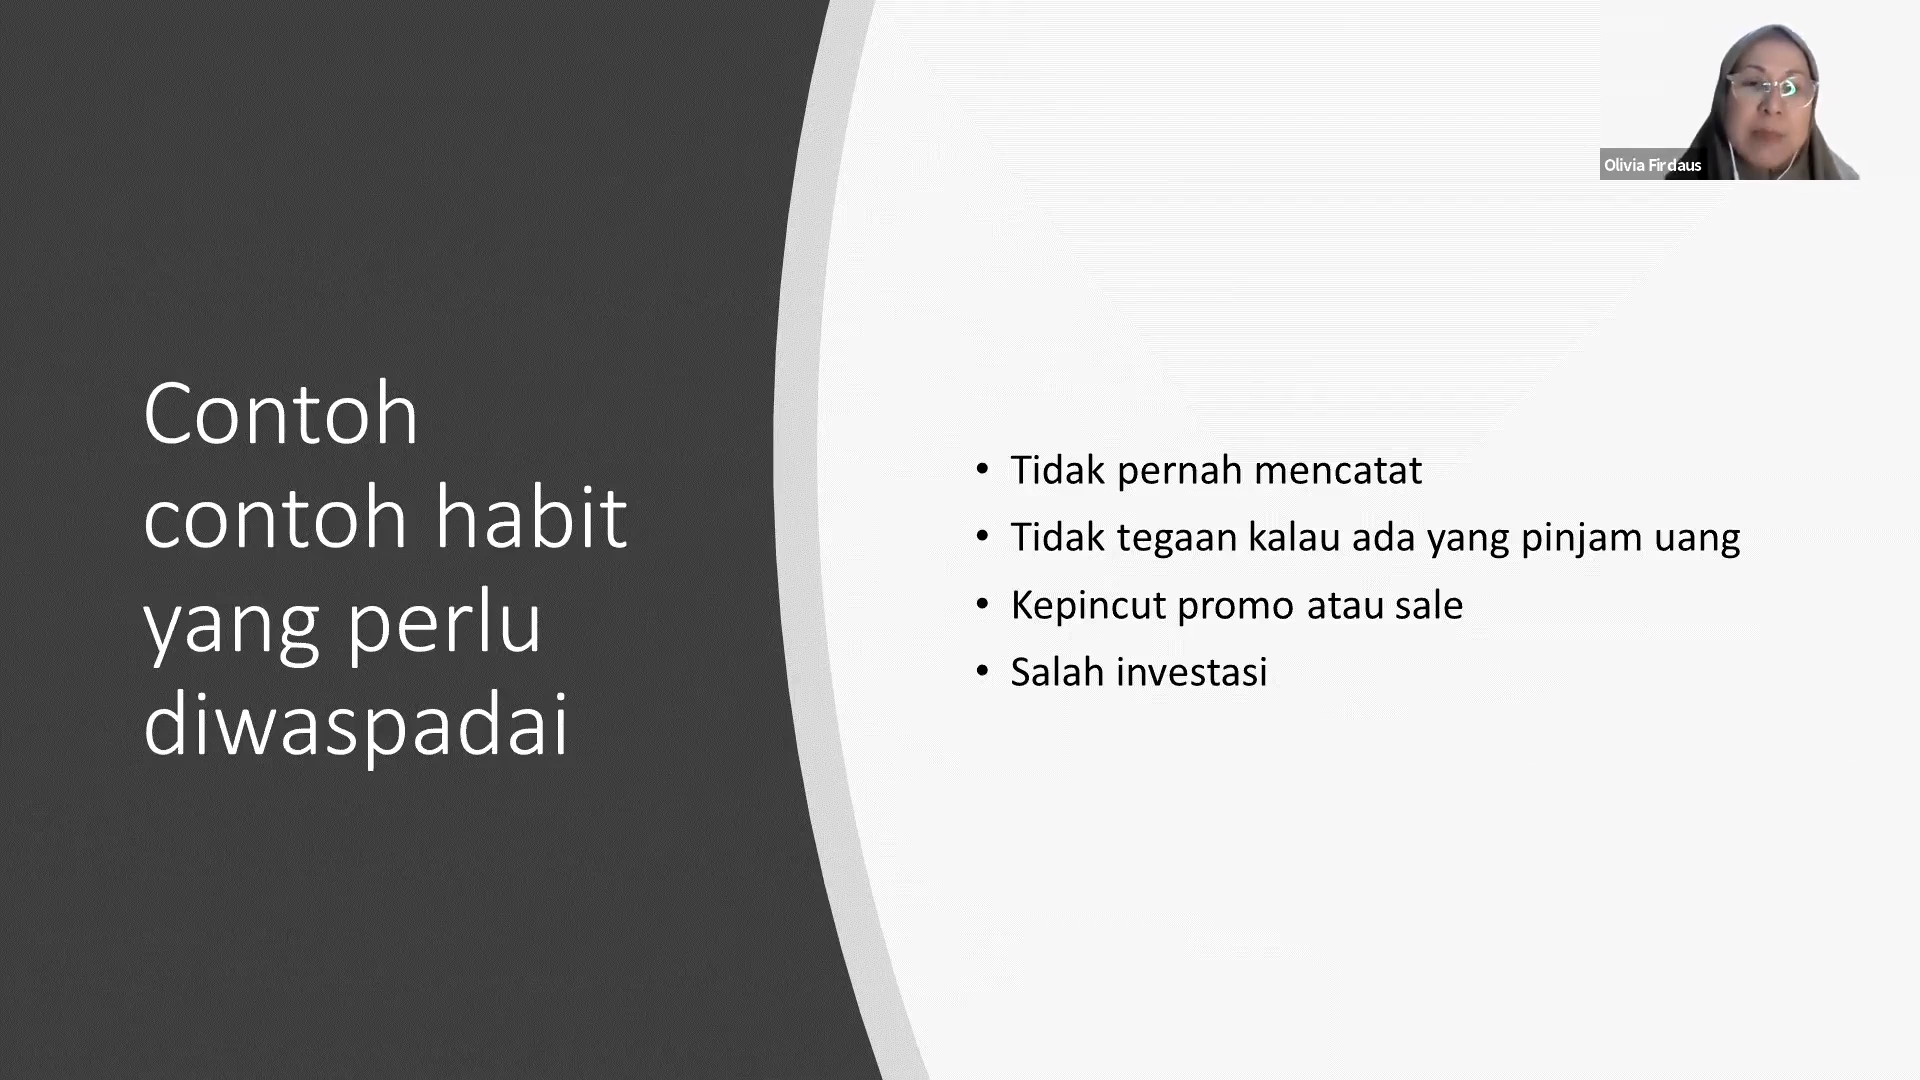 Contoh
contoh habit
yang perlu
diwaspadai
• Tidak pernah mencatat
• Tidak tegaan kalau ada yang pinjam uang
• Kepincut promo atau sale
• Salah investasi
Olivia Firdaus